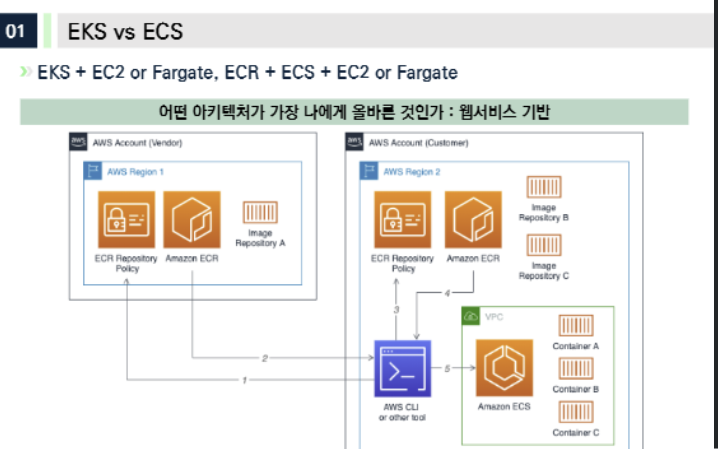 01
EKS vs ECS
» EKS + EC2 or Fargate, ECR + ECS + EC2 or Fargate
어떤 아키텍처가 가장 나에게 올바른 것인가 : 웹서비스 기반
aws
AWS Account (Vendor)
AWS Region 1
ECR Repository
Policy
Amazon ECR
Image
Repository A
aws
AWS Account (Customer)
AWS Region 2
ECR Repository
Policy
Amazon ECR
Image
Repository B
Image
Repository C
3
4
2
1
5
AWS CLI
or other tool
VPC
Amazon ECS
Container A
Container B
Container C